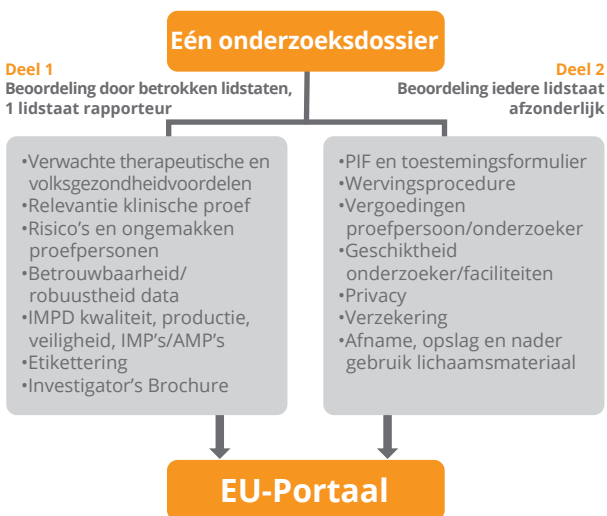 Eén onderzoeksdossier
Deel 1
Beoordeling door betrokken lidstaten,
1 lidstaat rapporteur
Deel 2
Beoordeling iedere lidstaat
afzonderlijk
•Verwachte therapeutische en
volksgezondheidvoordelen
•Relevantie klinische proef
•Risico's en ongemakken
proefpersonen
•Betrouwbaarheid/
robuustheid data
•IMPD kwaliteit, productie,
veiligheid, IMP's/AMP's
•Etikettering
•Investigator's Brochure
•PIF en toestemingsformulier
•Wervingsprocedure
•Vergoedingen
proefpersoon/onderzoeker
•Geschiktheid
onderzoeker/faciliteiten
•Privacy
•Verzekering
•Afname, opslag en nader
gebruik lichaamsmateriaal
EU-Portaal